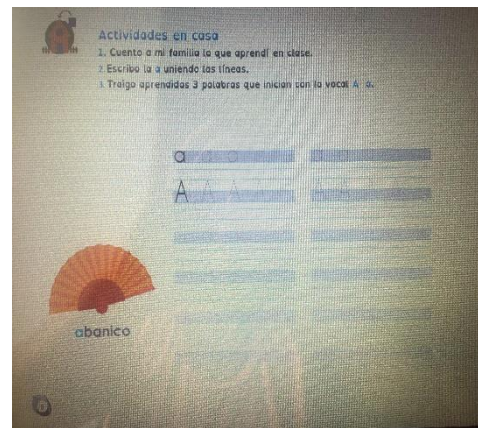 Actividades en casa
1. Cuento a mi familia lo que aprendí en clase.
2. Escribo la a uniendo las líneas.
3. Traigo aprendidas 3 palabras que inician con la vocal A a.
a a a a a
A A A A A
abanico